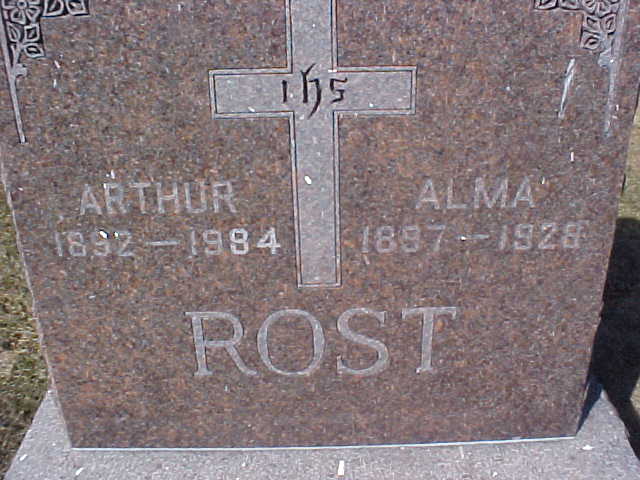 IHS
ARTHUR
1892 — 1984
ALMA
1897 — 1928
ROST